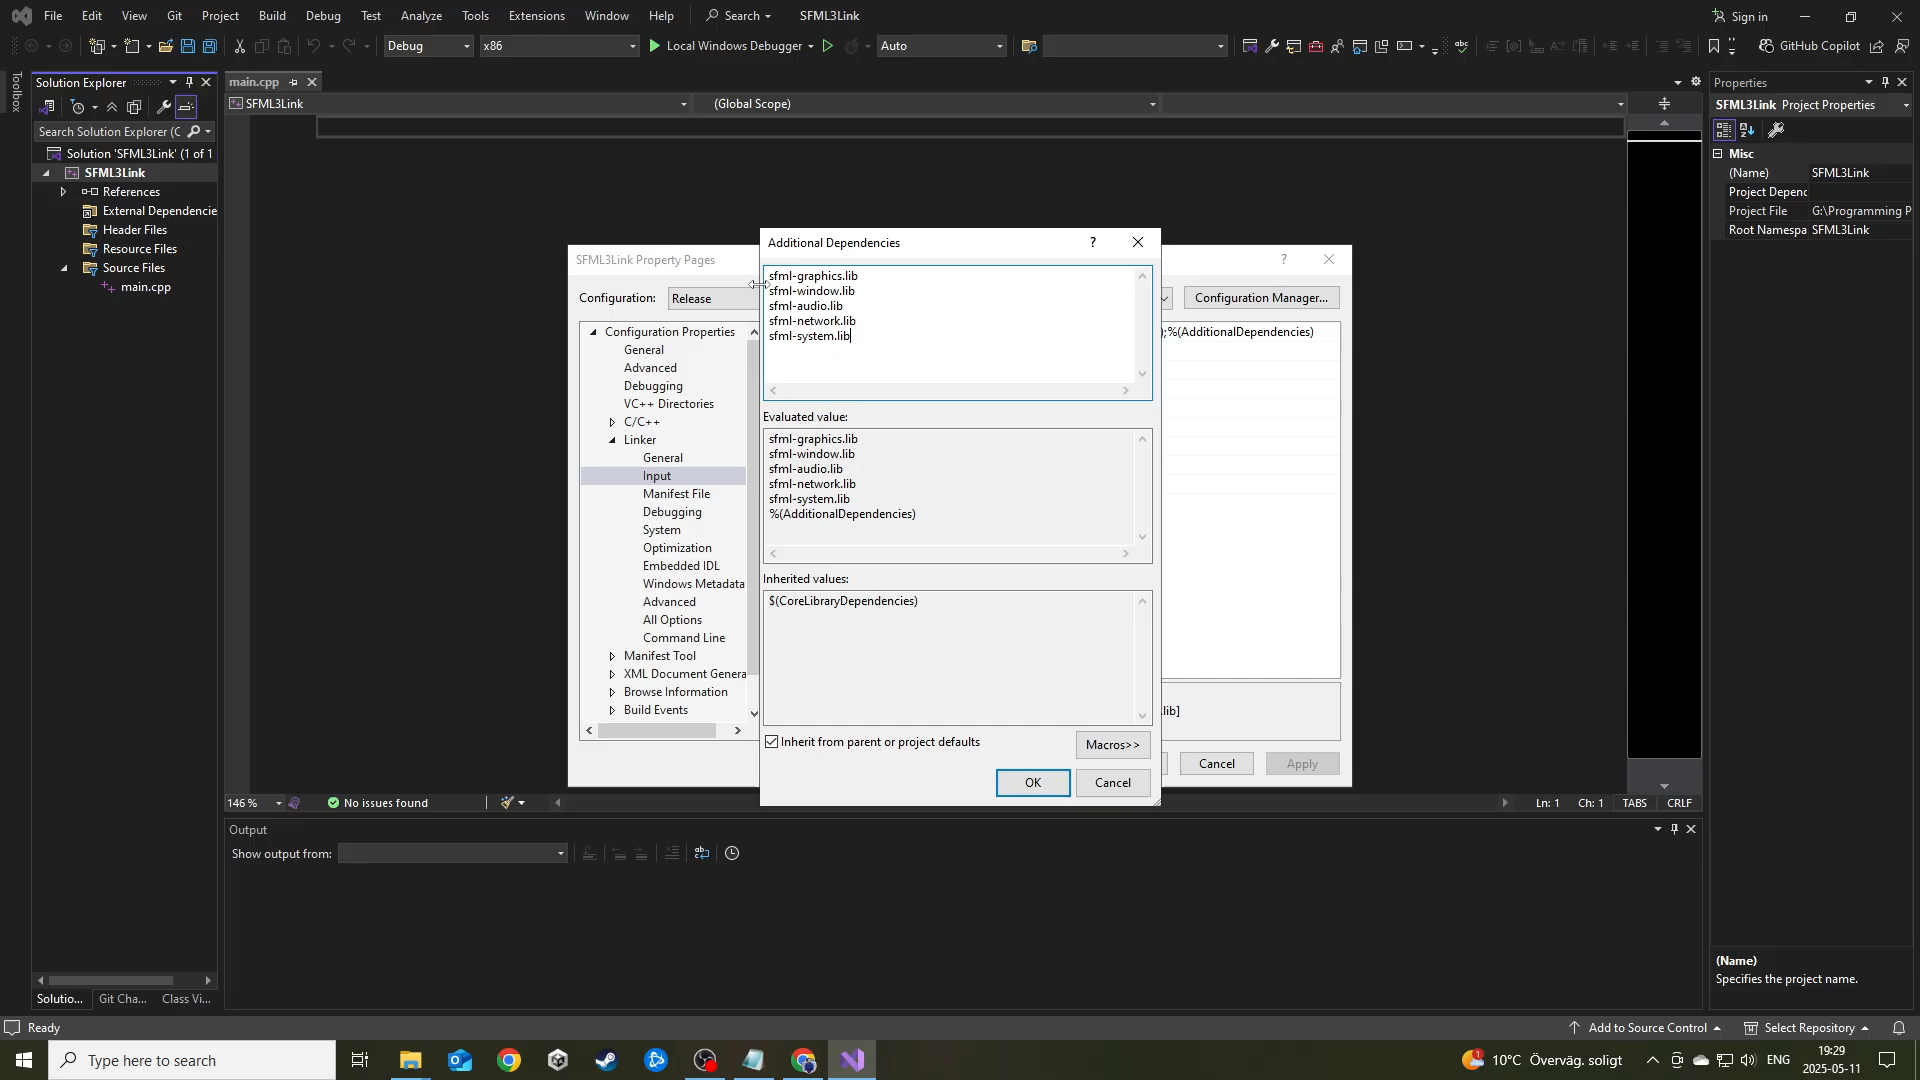 File Edit View Git Project Build Debug Test Analyze Tools Extensions Window Help Search SFML3Link Sign in
Debug x86 Local Windows Debugger Auto GitHub Copilot
Toolbox
Solution Explorer
Search Solution Explorer (C
Solution 'SFML3Link' (1 of 1
SFML3Link
References
External Dependencie
Header Files
Resource Files
Source Files
main.cpp
Soluti... Git Cha... Class Vi...
main.cpp
SFML3Link (Global Scope)
SFML3Link Property Pages
Configuration: Release
Configuration Manager...
Configuration Properties
General
Advanced
Debugging
VC++ Directories
C/C++
Linker
General
Input
Manifest File
Debugging
System
Optimization
Embedded IDL
Windows Metadata
Advanced
All Options
Command Line
Manifest Tool
XML Document Genera
Browse Information
Build Events
;%(AdditionalDependencies)
.lib]
Cancel Apply
Additional Dependencies
sfml-graphics.lib
sfml-window.lib
sfml-audio.lib
sfml-network.lib
sfml-system.lib
Evaluated value:
sfml-graphics.lib
sfml-window.lib
sfml-audio.lib
sfml-network.lib
sfml-system.lib
%(AdditionalDependencies)
Inherited values:
$(CoreLibraryDependencies)
Inherit from parent or project defaults
Macros>>
OK Cancel
146 % No issues found Ln: 1 Ch: 1 TABS CRLF
Output
Show output from:
Properties
SFML3Link Project Properties
Misc
(Name) SFML3Link
Project Depenc
Project File G:\Programming P
Root Namespa SFML3Link
(Name)
Specifies the project name.
Ready Add to Source Control Select Repository
Type here to search
1 10°C Överväg. soligt ENG 19:29
2025-05-11